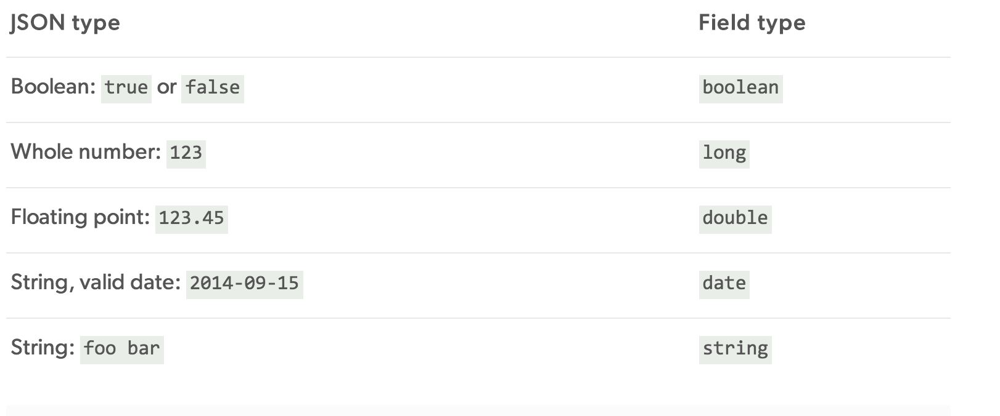 JSON type Field type
Boolean: true or false boolean
Whole number: 123 long
Floating point: 123.45 double
String, valid date: 2014-09-15 date
String: foo bar string